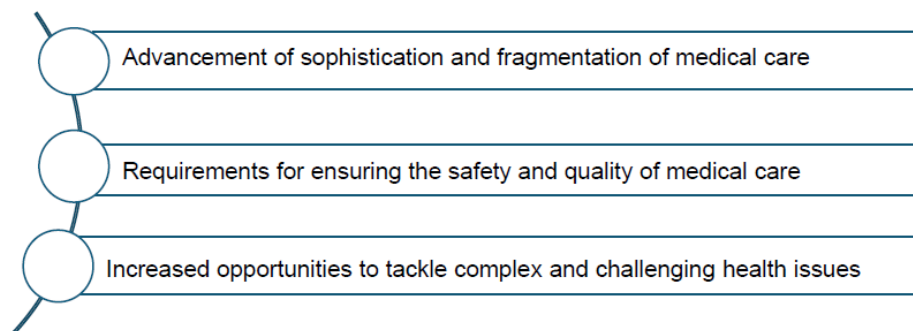 Advancement of sophistication and fragmentation of medical care
Requirements for ensuring the safety and quality of medical care
Increased opportunities to tackle complex and challenging health issues